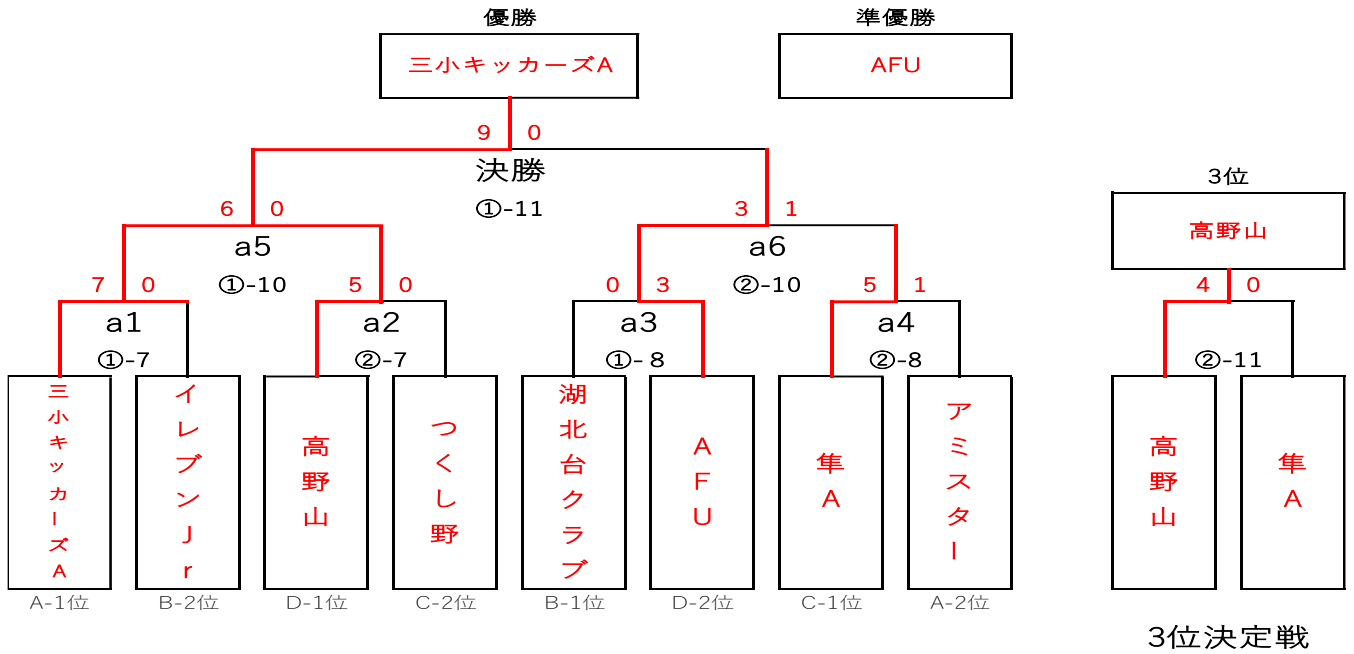 優勝 準優勝
三小キッカーズA AFU
9 0
決勝
①-11
3位
高野山
6 0 3 1
a5 a6
①-10 ②-10
7 0 5 0 0 3 5 1 4 0
a1 a2 a3 a4
①-7 ②-7 ①-8 ②-8 ②-11
三小キッカーズA
イレブンJr
高野山
つくし野
湖北台クラブ
AFU
隼A
アミスター
高野山
隼A
A-1位 B-2位 D-1位 C-2位 B-1位 D-2位 C-1位 A-2位
3位決定戦